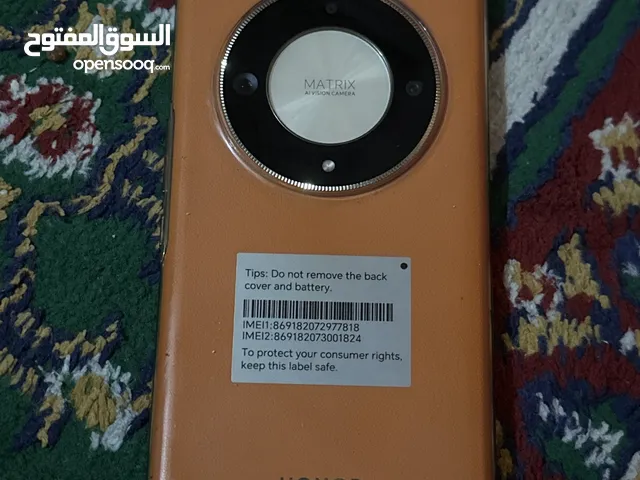 السوق المفتوح
opensooq.com
MATRIX
AI VISION CAMERA
Tips: Do not remove the back
cover and battery.
IMEI1:869182072977818
IMEI2:869182073001824
To protect your consumer rights,
keep this label safe.